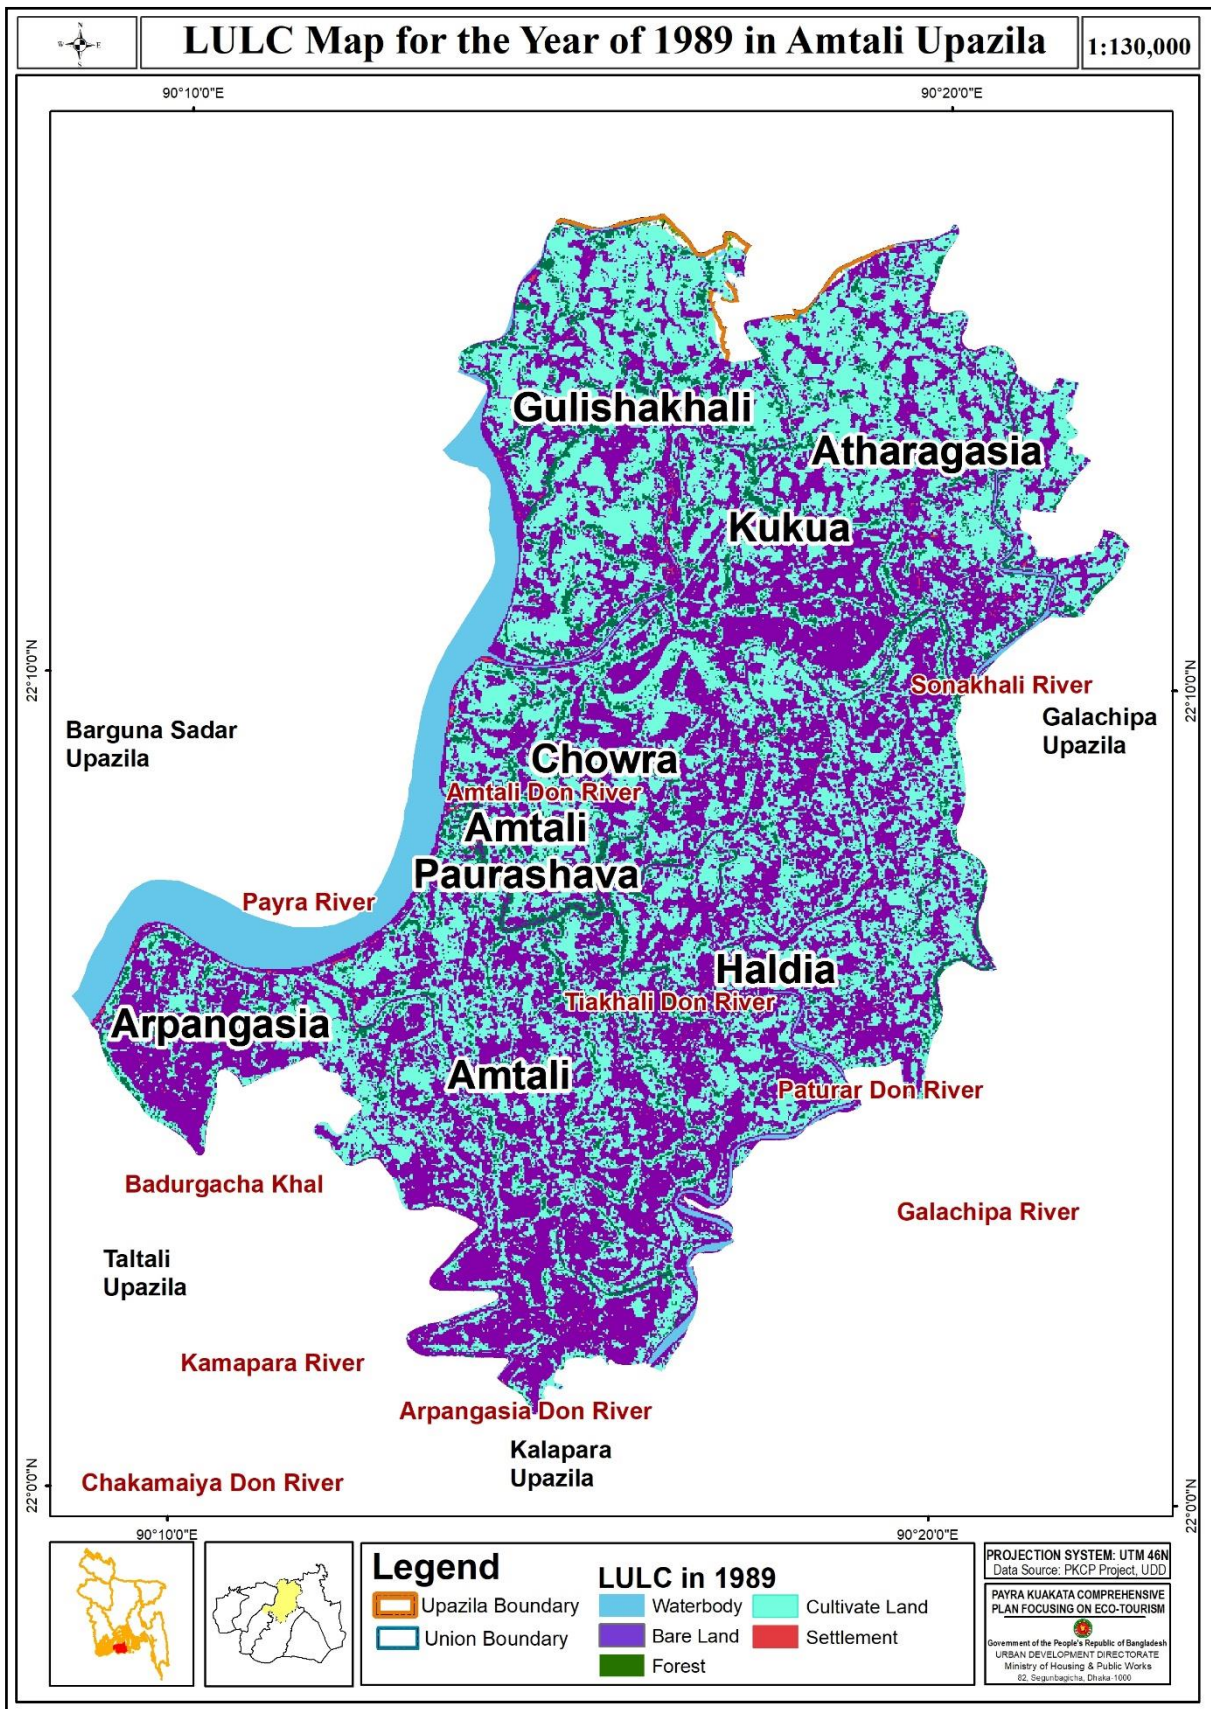 N
W
E
S
LULC Map for the Year of 1989 in Amtali Upazila
1:130,000
90°10'0"E
90°20'0"E
Gulishakhali
Atharagasia
Kukua
22°10'0"N
22°10'0"N
Sonakhali River
Galachipa
Upazila
Barguna Sadar
Upazila
Chowra
Amtali Don River
Amtali
Paurashava
Payra River
Haldia
Tiakhali Don River
Arpangasia
Amtali
Paturar Don River
Badurgacha Khal
Galachipa River
Taltali
Upazila
Kamapara River
Arpangasia Don River
Kalapara
Upazila
Chakamaiya Don River
22°0'0"N
22°0'0"N
90°10'0"E
90°20'0"E
Legend
Upazila Boundary
Union Boundary
LULC in 1989
Waterbody
Cultivate Land
Bare Land
Settlement
Forest
PROJECTION SYSTEM: UTM 46N
Data Source: PKCP Project, UDD
PAYRA KUAKATA COMPREHENSIVE
PLAN FOCUSING ON ECO-TOURISM
Government of the People's Republic of Bangladesh
URBAN DEVELOPMENT DIRECTORATE
Ministry of Housing & Public Works
82, Segunbagicha, Dhaka-1000